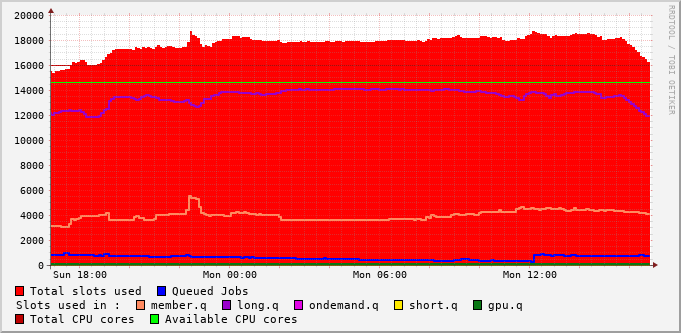 20000
18000
16000
14000
12000
10000
8000
6000
4000
2000
0
Sun 18:00 Mon 00:00 Mon 06:00 Mon 12:00
Total slots used Queued Jobs
Slots used in : member.q long.q ondemand.q short.q gpu.q
Total CPU cores Available CPU cores
RRDTOOL / TOBI OETIKER